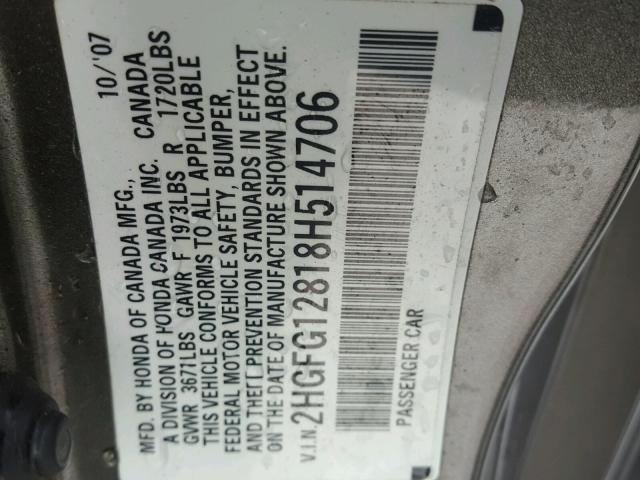 MFD. BY HONDA OF CANADA MFG., 10/'07
A DIVISION OF HONDA CANADA INC. CANADA
GVWR 3671LBS GAWR F 1973LBS R 1720LBS
THIS VEHICLE CONFORMS TO ALL APPLICABLE
FEDERAL MOTOR VEHICLE SAFETY, BUMPER,
AND THEFT PREVENTION STANDARDS IN EFFECT
ON THE DATE OF MANUFACTURE SHOWN ABOVE.
V.I.N. 2HGFG12818H514706
PASSENGER CAR